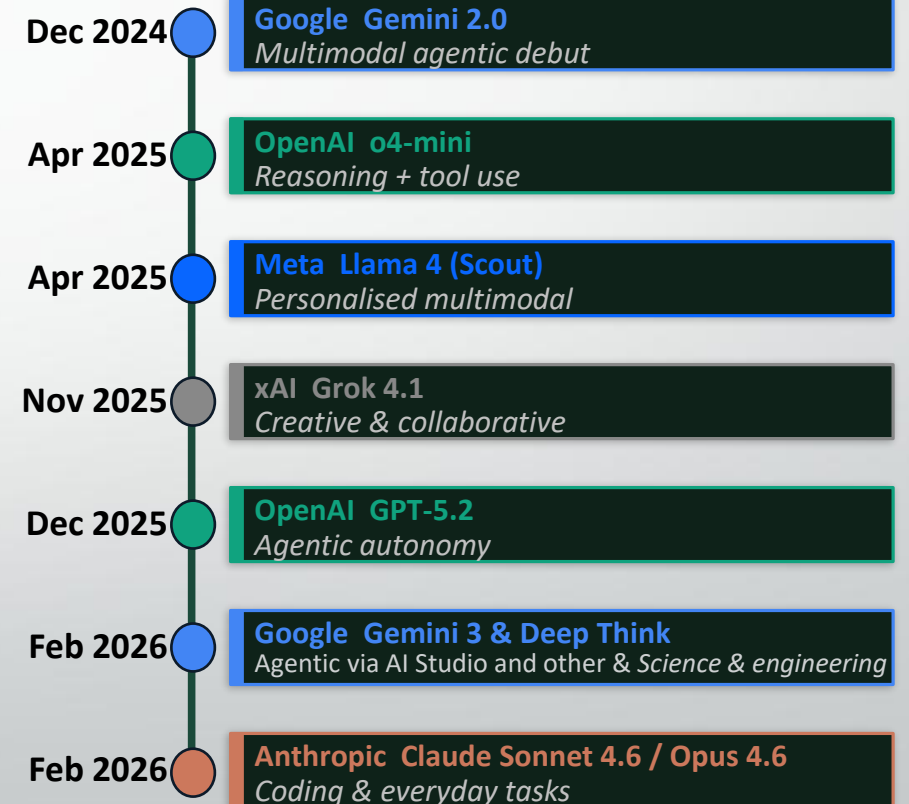 Dec 2024
Google Gemini 2.0
Multimodal agentic debut
Apr 2025
OpenAI o4-mini
Reasoning + tool use
Apr 2025
Meta Llama 4 (Scout)
Personalised multimodal
Nov 2025
xAI Grok 4.1
Creative & collaborative
Dec 2025
OpenAI GPT-5.2
Agentic autonomy
Feb 2026
Google Gemini 3 & Deep Think
Agentic via AI Studio and other & Science & engineering
Feb 2026
Anthropic Claude Sonnet 4.6 / Opus 4.6
Coding & everyday tasks